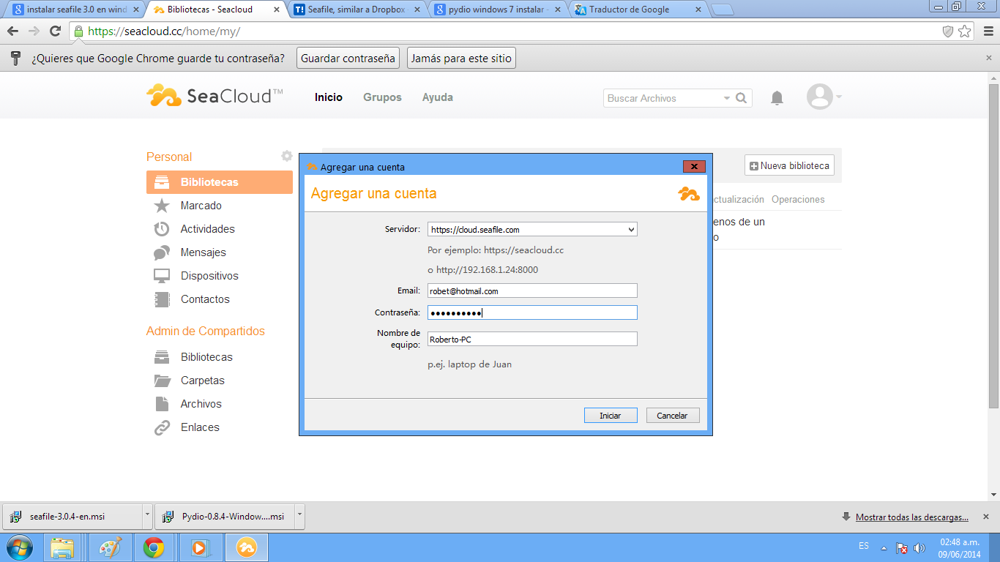 instalar seafile 3.0 en wind
Bibliotecas - Seacloud
Seafile, similar a Dropbox
pydio windows 7 instalar -
Traductor de Google
https://seacloud.cc/home/my/
¿Quieres que Google Chrome guarde tu contraseña?
Guardar contraseña
Jamás para este sitio
SeaCloud™
Inicio
Grupos
Ayuda
Buscar Archivos
Personal
Bibliotecas
Marcado
Actividades
Mensajes
Dispositivos
Contactos
Admin de Compartidos
Bibliotecas
Carpetas
Archivos
Enlaces
Nueva biblioteca
ctualización
Operaciones
enos de un
o
Agregar una cuenta
Agregar una cuenta
Servidor:
https://cloud.seafile.com
Por ejemplo: https://seacloud.cc
o http://192.168.1.24:8000
Email:
robet@hotmail.com
Contraseña:
●●●●●●●●●●
Nombre de
equipo:
Roberto-PC
p.ej. laptop de Juan
Iniciar
Cancelar
seafile-3.0.4-en.msi
Pydio-0.8.4-Window....msi
Mostrar todas las descargas...
ES
02:48 a.m.
09/06/2014